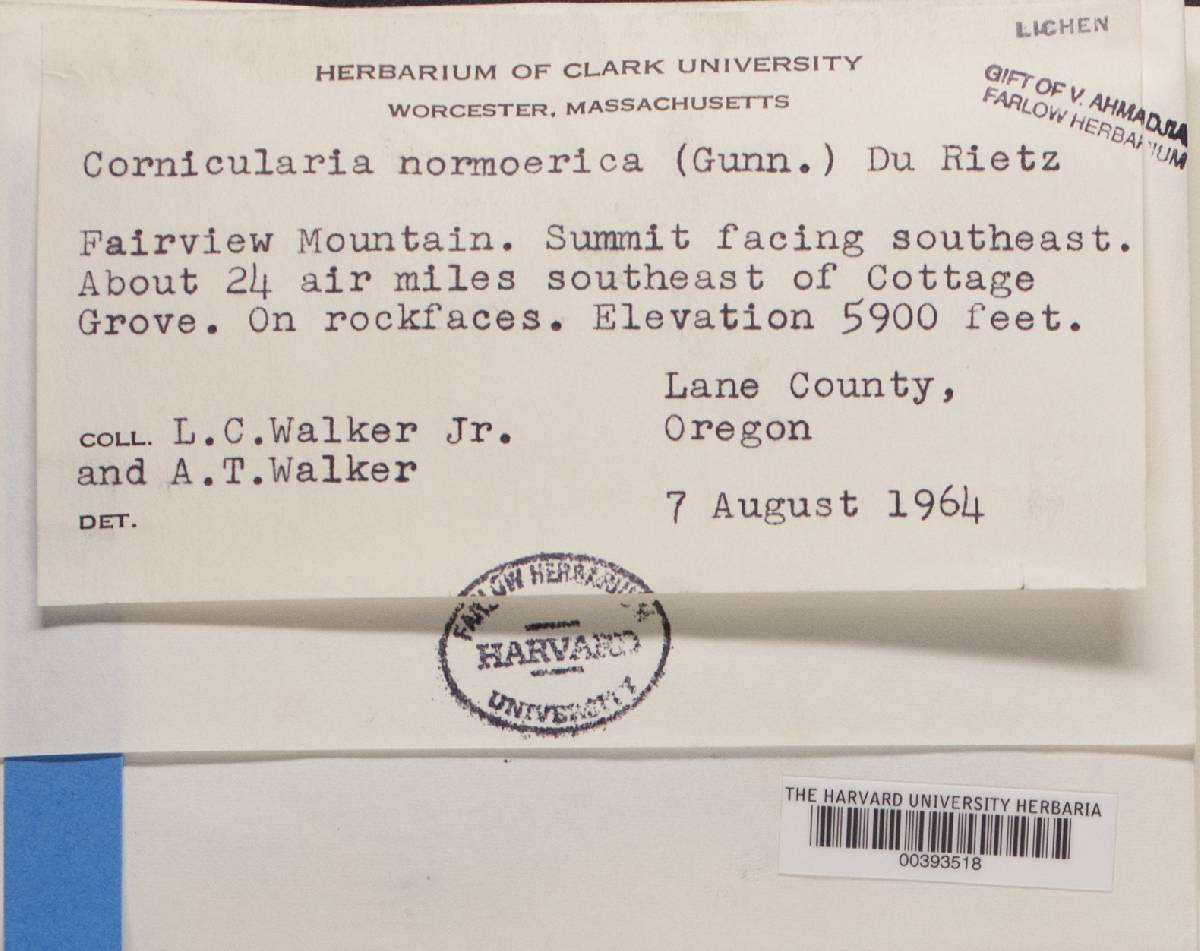 LICHEN
HERBARIUM OF CLARK UNIVERSITY
WORCESTER, MASSACHUSETTS
GIFT OF V. AHMADJIAN
FARLOW HERBARIUM
Cornicularia normoerica (Gunn.) Du Rietz
Fairview Mountain. Summit facing southeast.
About 24 air miles southeast of Cottage
Grove. On rockfaces. Elevation 5900 feet.
Lane County,
Oregon
COLL. L.C.Walker Jr.
and A.T.Walker
7 August 1964
DET.
FARLOW HERBARIUM
HARVARD
UNIVERSITY
THE HARVARD UNIVERSITY HERBARIA
00393518